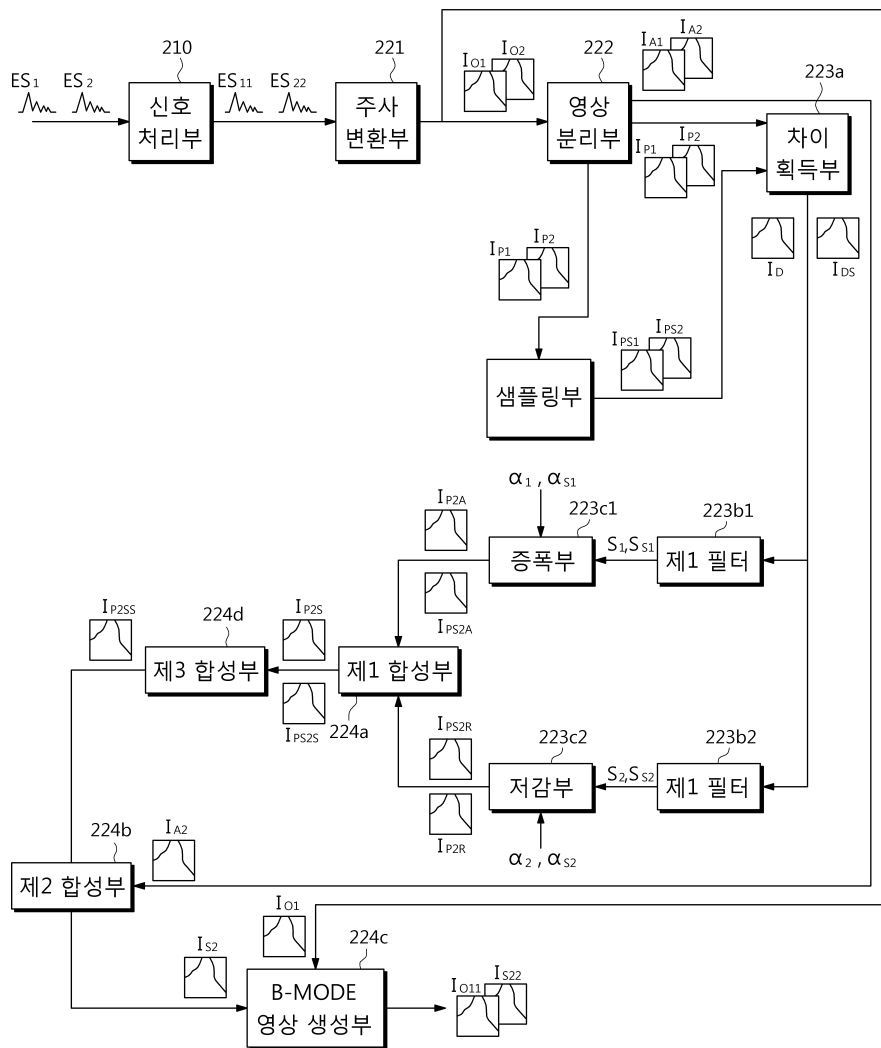 210
221
222
223a
ES1 ES2
신호
처리부
ES11 ES22
주사
변환부
IO1 IO2
영상
분리부
IA1 IA2
IP1 IP2
차이
획득부
ID
IDS
IP1 IP2
샘플링부
IPS1 IPS2
α1 , αS1
223c1
223b1
IP2A
증폭부
S1,SS1
제1 필터
IPS2A
IP2SS
224d
IP2S
제3 합성부
제1 합성부
IPS2S
224a
IPS2R
223c2
223b2
저감부
S2,SS2
제1 필터
IP2R
α2 , αS2
224b
IA2
제2 합성부
IO1
224c
IS2
B-MODE
영상 생성부
IO11 IS22